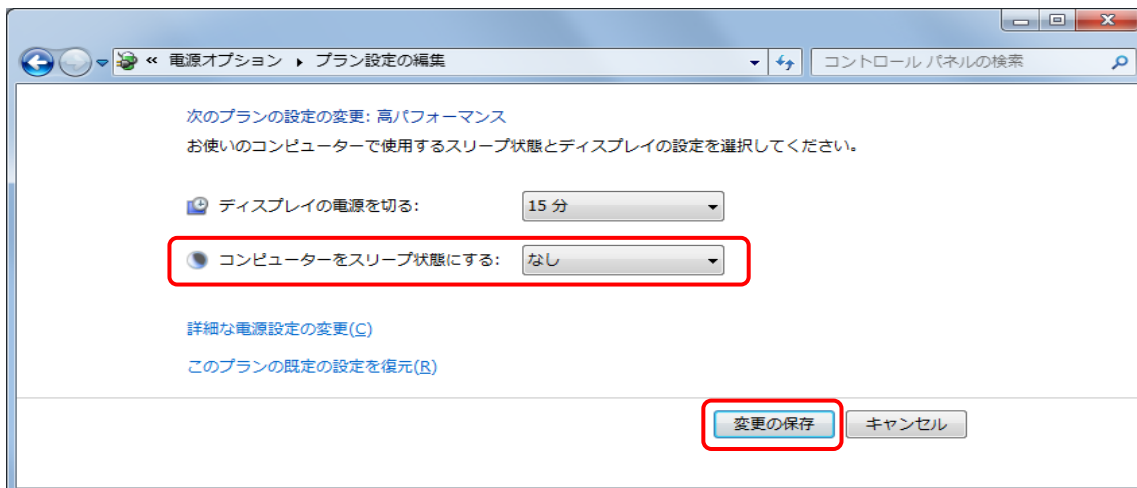 « 電源オプション ▸ プラン設定の編集
コントロール パネルの検索
次のプランの設定の変更: 高パフォーマンス
お使いのコンピューターで使用するスリープ状態とディスプレイの設定を選択してください。
ディスプレイの電源を切る: 15 分
コンピューターをスリープ状態にする: なし
詳細な電源設定の変更(C)
このプランの既定の設定を復元(R)
変更の保存 キャンセル